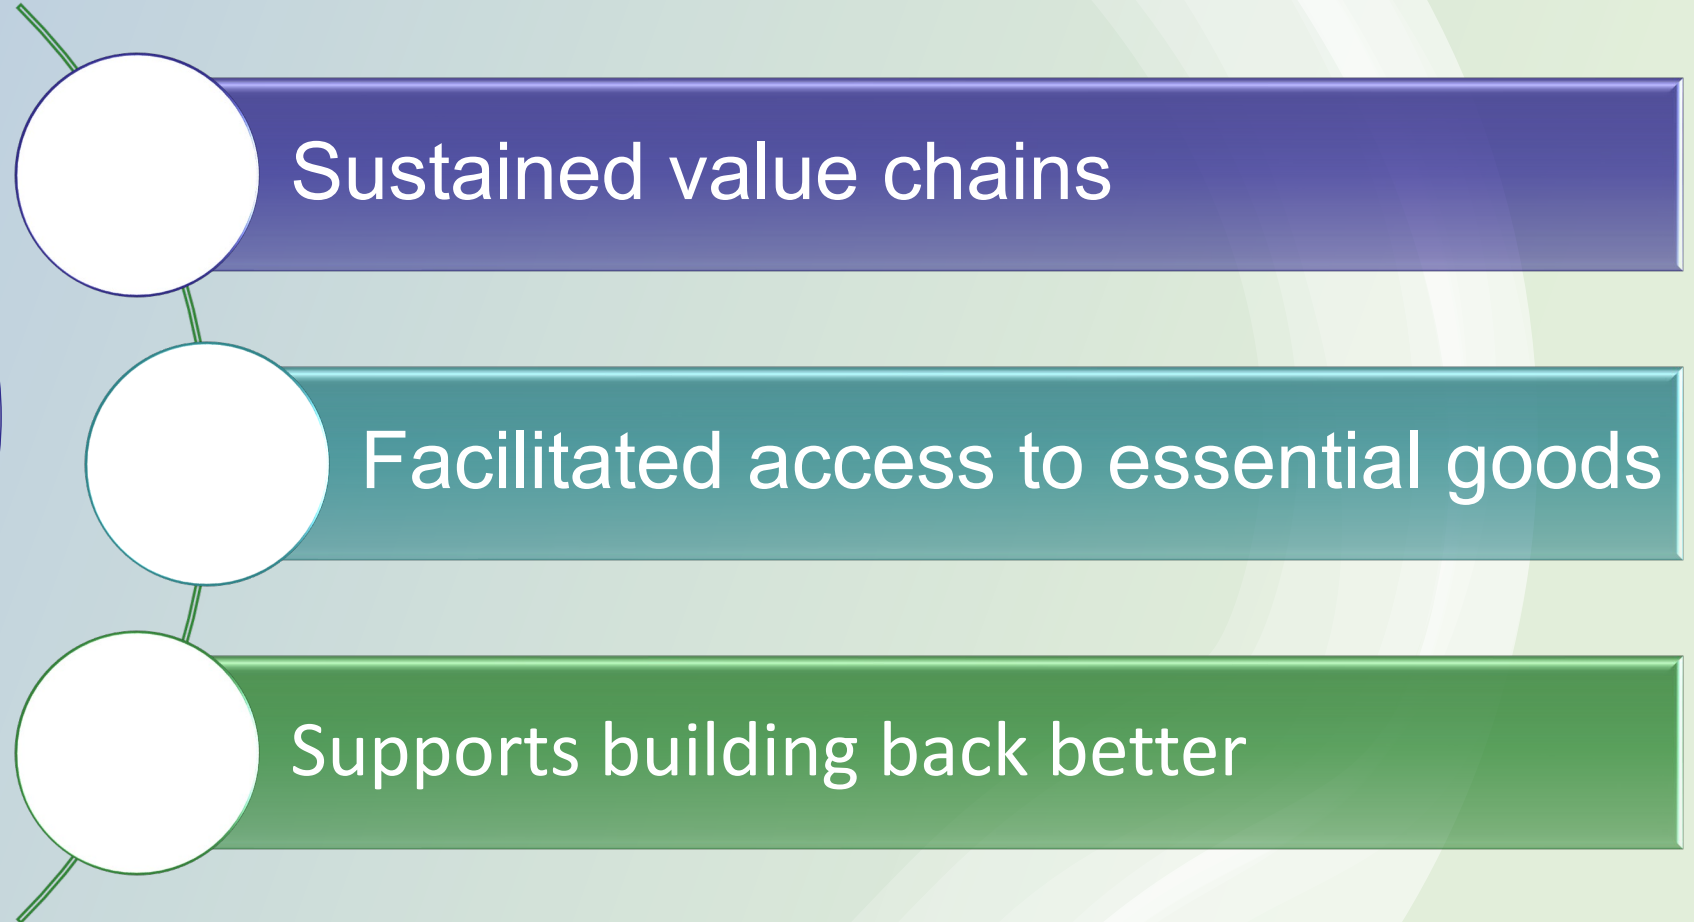 Sustained value chains
Facilitated access to essential goods
Supports building back better